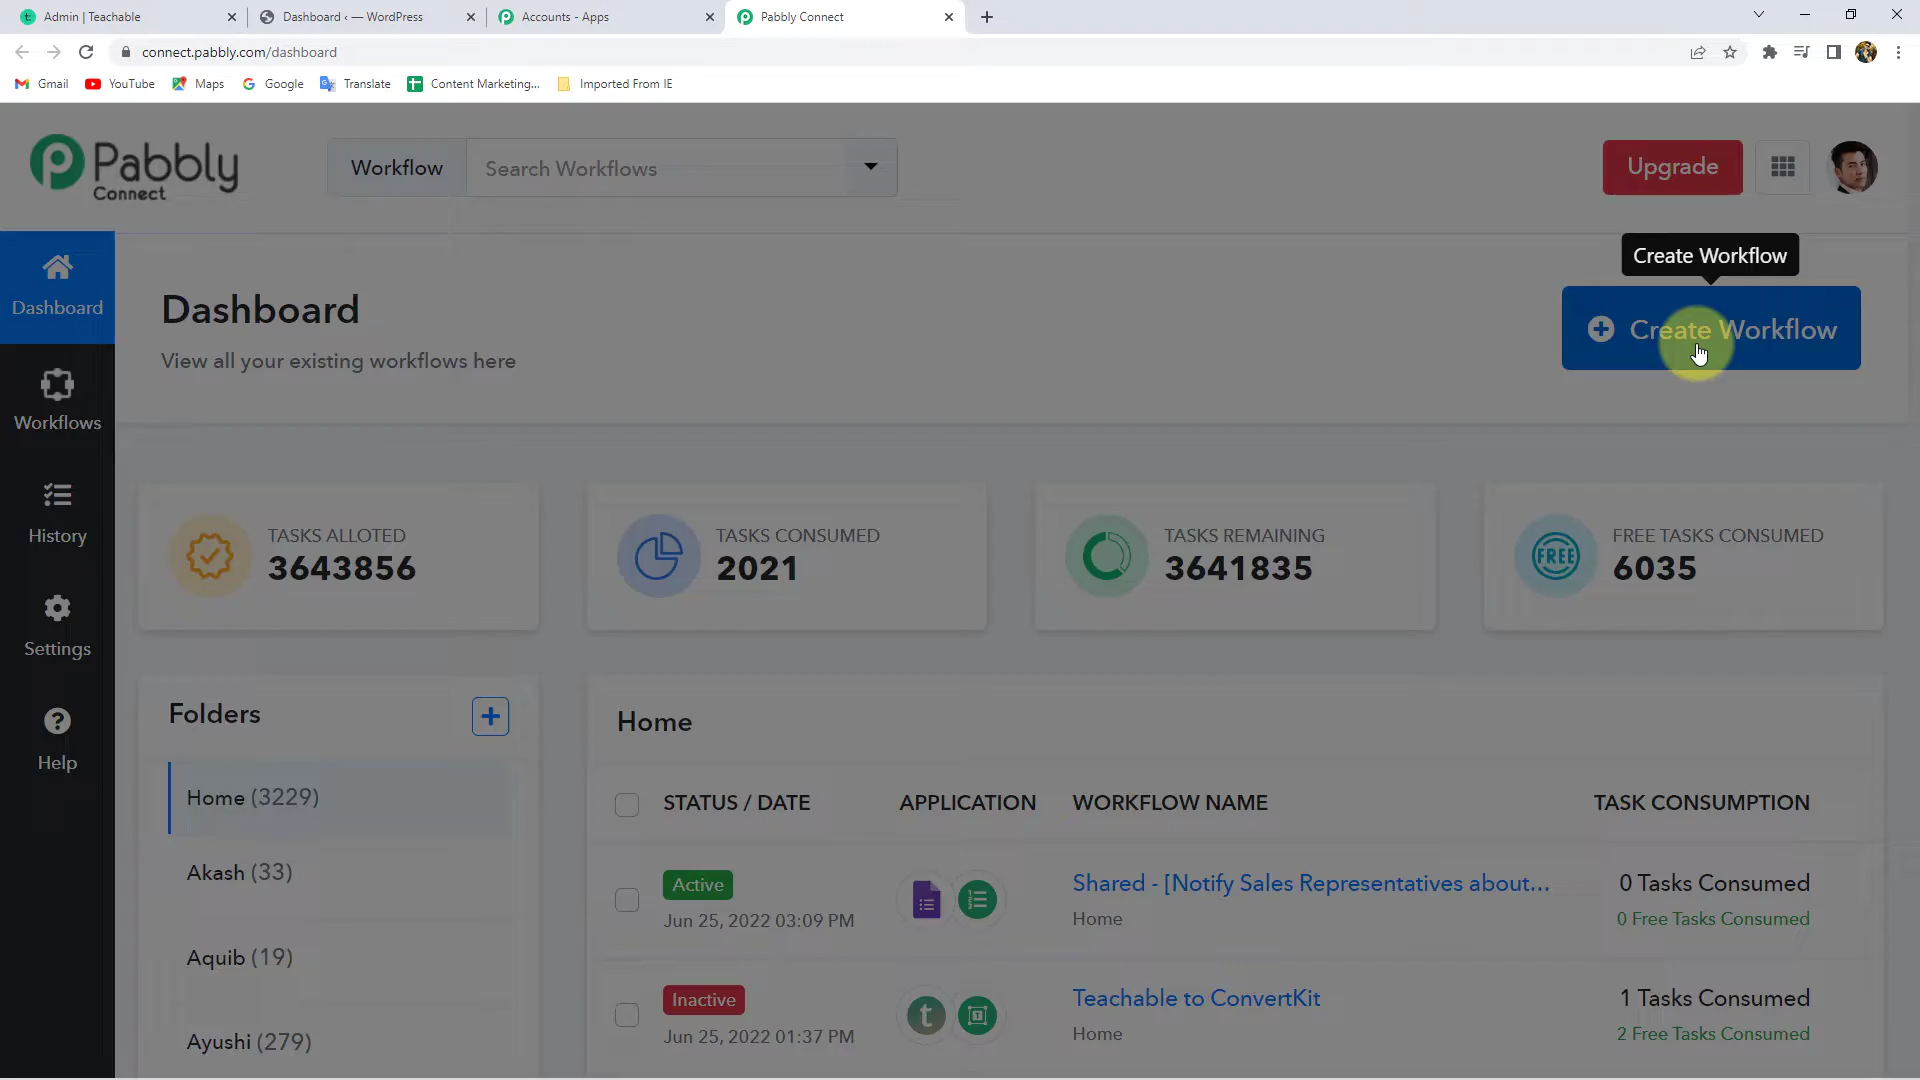 Admin | Teachable
Dashboard ‹ — WordPress
Accounts - Apps
Pabbly Connect
connect.pabbly.com/dashboard
Gmail
YouTube
Maps
Google
Translate
Content Marketing...
Imported From IE
Pabbly
Connect
Workflow
Search Workflows
Upgrade
Create Workflow
Dashboard
Dashboard
View all your existing workflows here
Create Workflow
Workflows
History
Settings
Help
TASKS ALLOTED
3643856
TASKS CONSUMED
2021
TASKS REMAINING
3641835
FREE
FREE TASKS CONSUMED
6035
Folders
Home (3229)
Akash (33)
Aquib (19)
Ayushi (279)
Home
STATUS / DATE
APPLICATION
WORKFLOW NAME
TASK CONSUMPTION
Active
Jun 25, 2022 03:09 PM
Shared - [Notify Sales Representatives about...
Home
0 Tasks Consumed
0 Free Tasks Consumed
Inactive
Jun 25, 2022 01:37 PM
t
Teachable to ConvertKit
Home
1 Tasks Consumed
2 Free Tasks Consumed